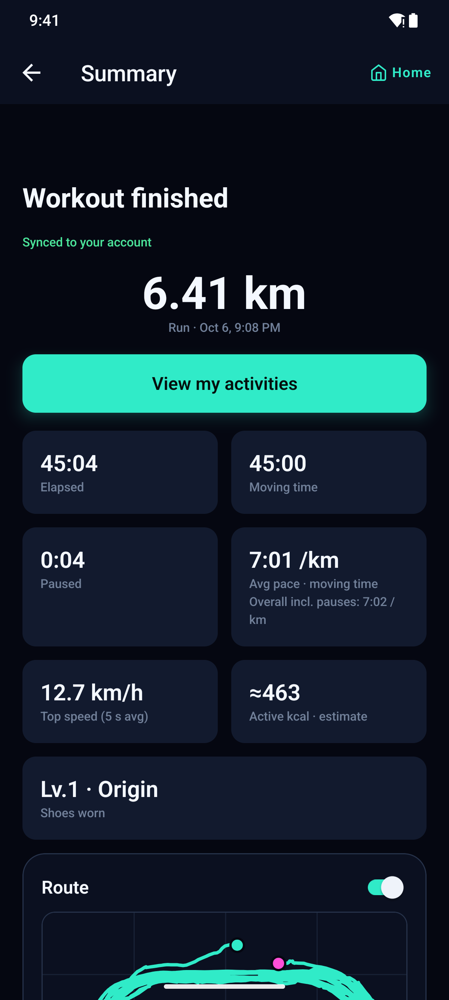 9:41
Summary
Home
Workout finished
Synced to your account
6.41 km
Run · Oct 6, 9:08 PM
View my activities
45:04
Elapsed
45:00
Moving time
0:04
Paused
7:01 /km
Avg pace · moving time
Overall incl. pauses: 7:02 /
km
12.7 km/h
Top speed (5 s avg)
≈463
Active kcal · estimate
Lv.1 · Origin
Shoes worn
Route